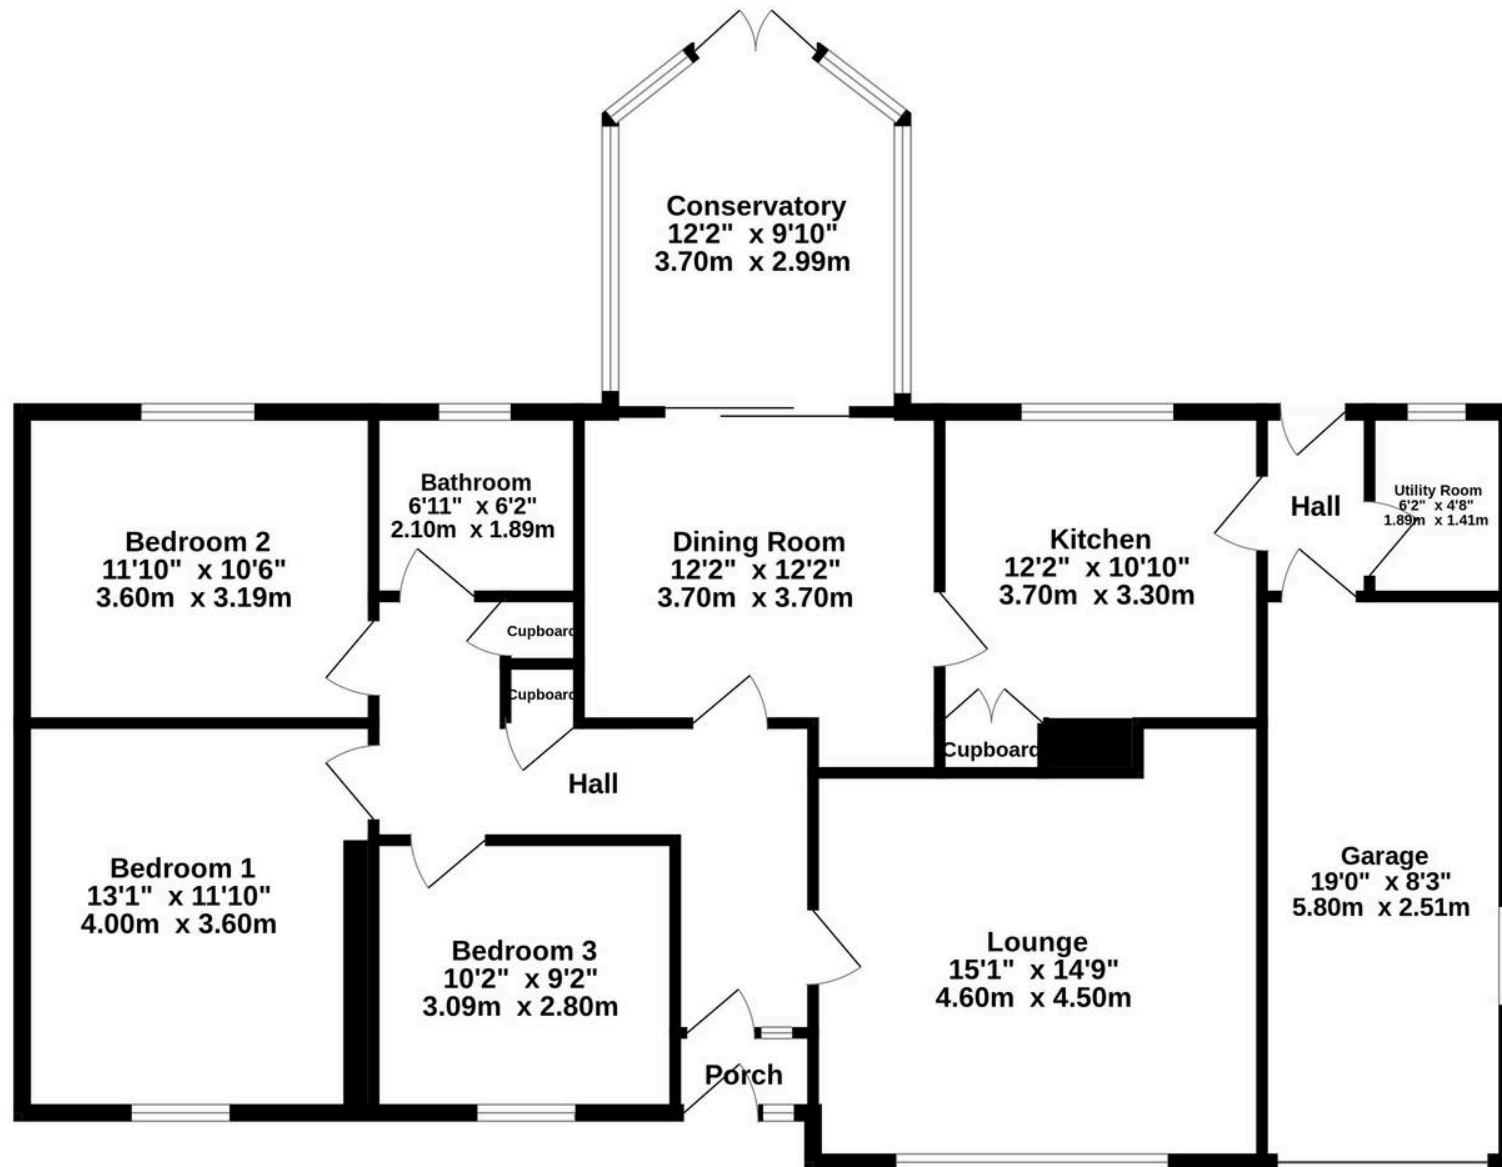 Conservatory
12'2" x 9'10"
3.70m x 2.99m
Bedroom 2
11'10" x 10'6"
3.60m x 3.19m
Bathroom
6'11" x 6'2"
2.10m x 1.89m
Cupboard
Cupboard
Dining Room
12'2" x 12'2"
3.70m x 3.70m
Kitchen
12'2" x 10'10"
3.70m x 3.30m
Cupboard
Hall
Utility Room
6'2" x 4'8"
1.89m x 1.41m
Hall
Bedroom 1
13'1" x 11'10"
4.00m x 3.60m
Bedroom 3
10'2" x 9'2"
3.09m x 2.80m
Porch
Lounge
15'1" x 14'9"
4.60m x 4.50m
Garage
19'0" x 8'3"
5.80m x 2.51m